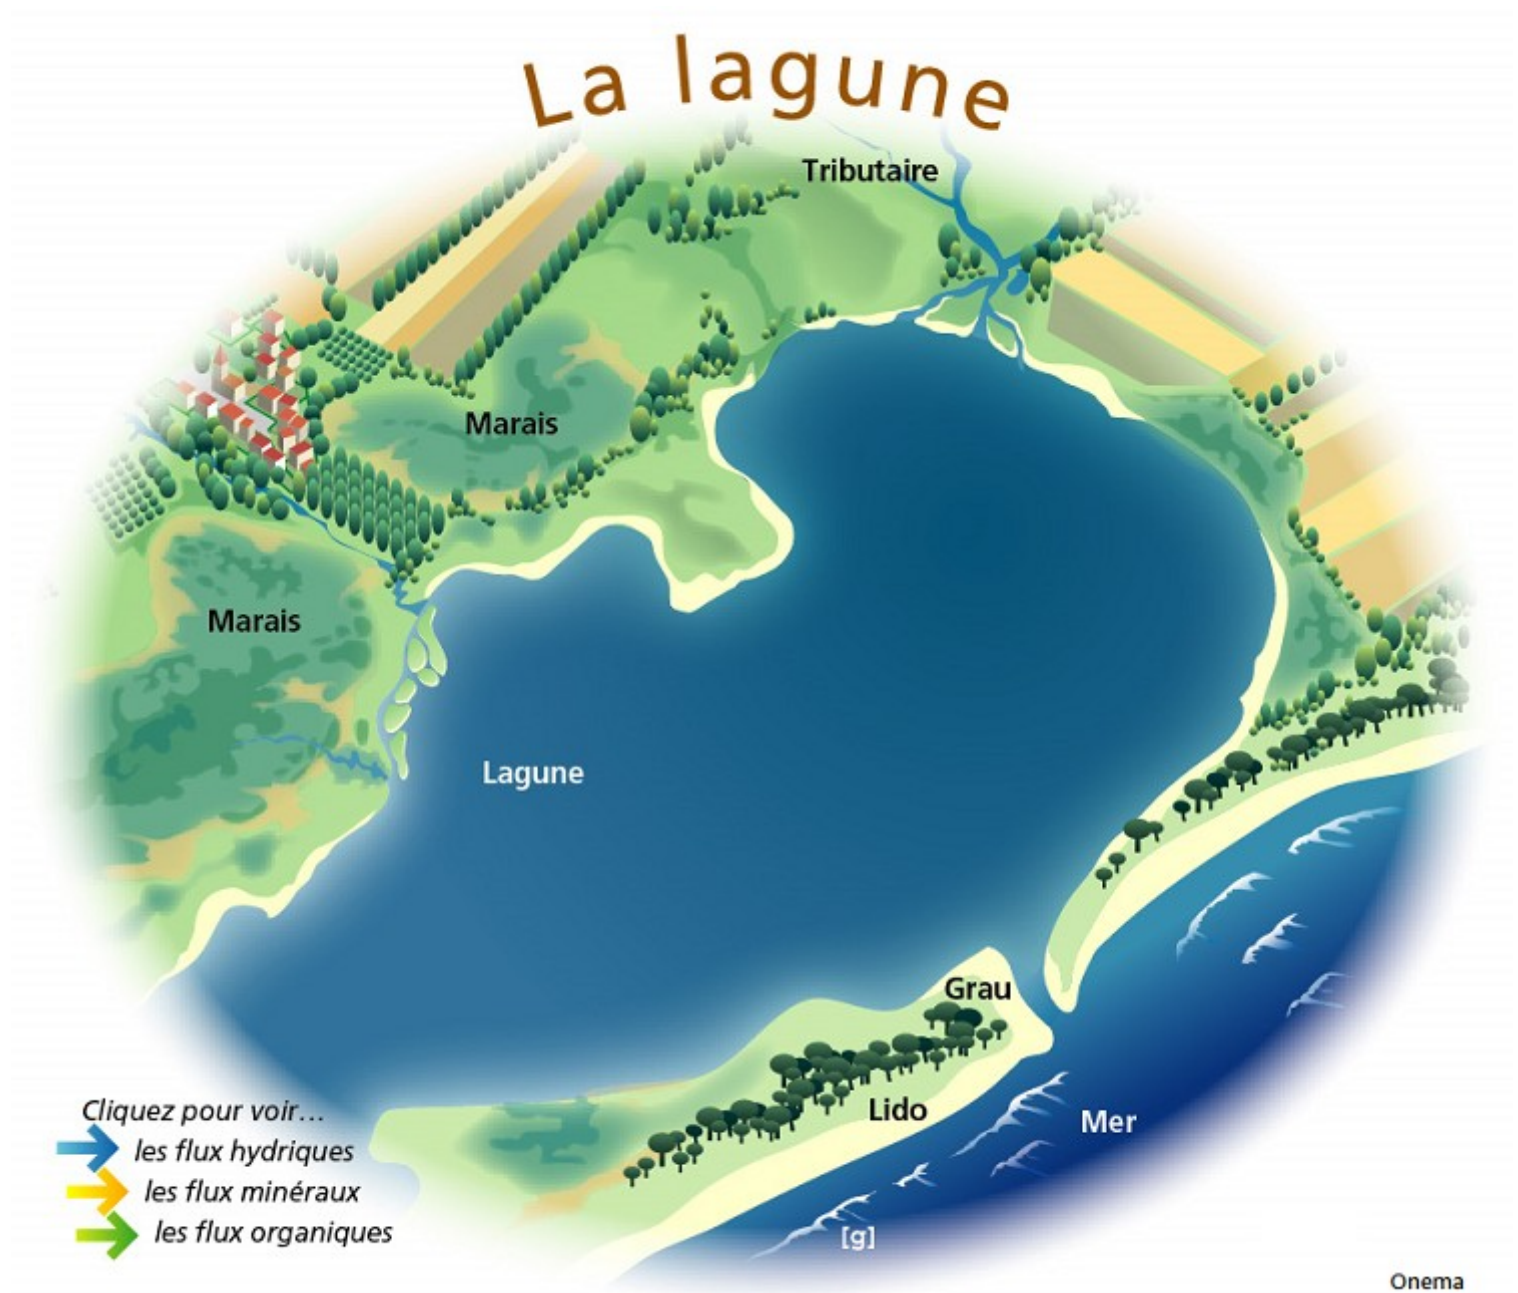 La lagune
Tributaire
Marais
Marais
Lagune
Grau
Lido
Mer
Cliquez pour voir...
les flux hydriques
les flux minéraux
les flux organiques
[g]
Onema